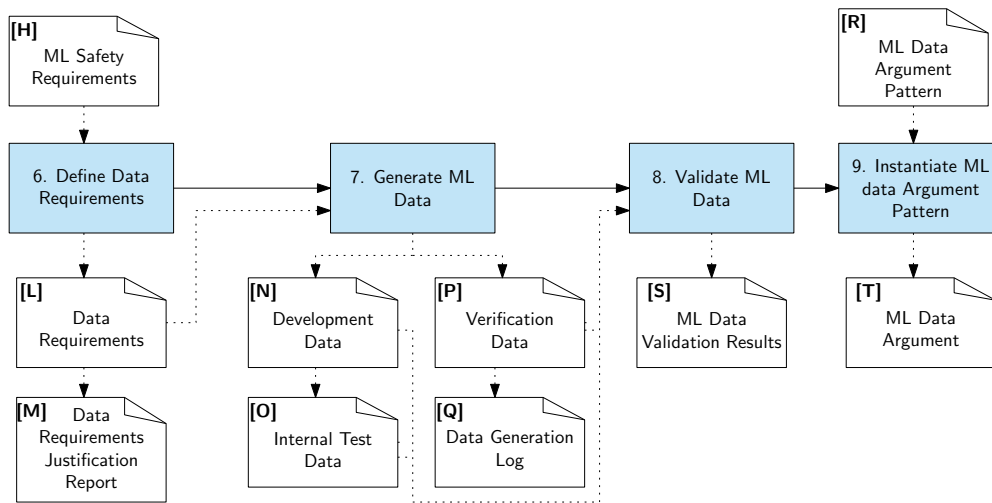 [H]
ML Safety
Requirements
[R]
ML Data
Argument
Pattern
6. Define Data
Requirements
7. Generate ML
Data
8. Validate ML
Data
9. Instantiate ML
data Argument
Pattern
[L]
Data
Requirements
[N]
Development
Data
[P]
Verification
Data
[S]
ML Data
Validation Results
[T]
ML Data
Argument
[M]
Data
Requirements
Justification
Report
[O]
Internal Test
Data
[Q]
Data Generation
Log